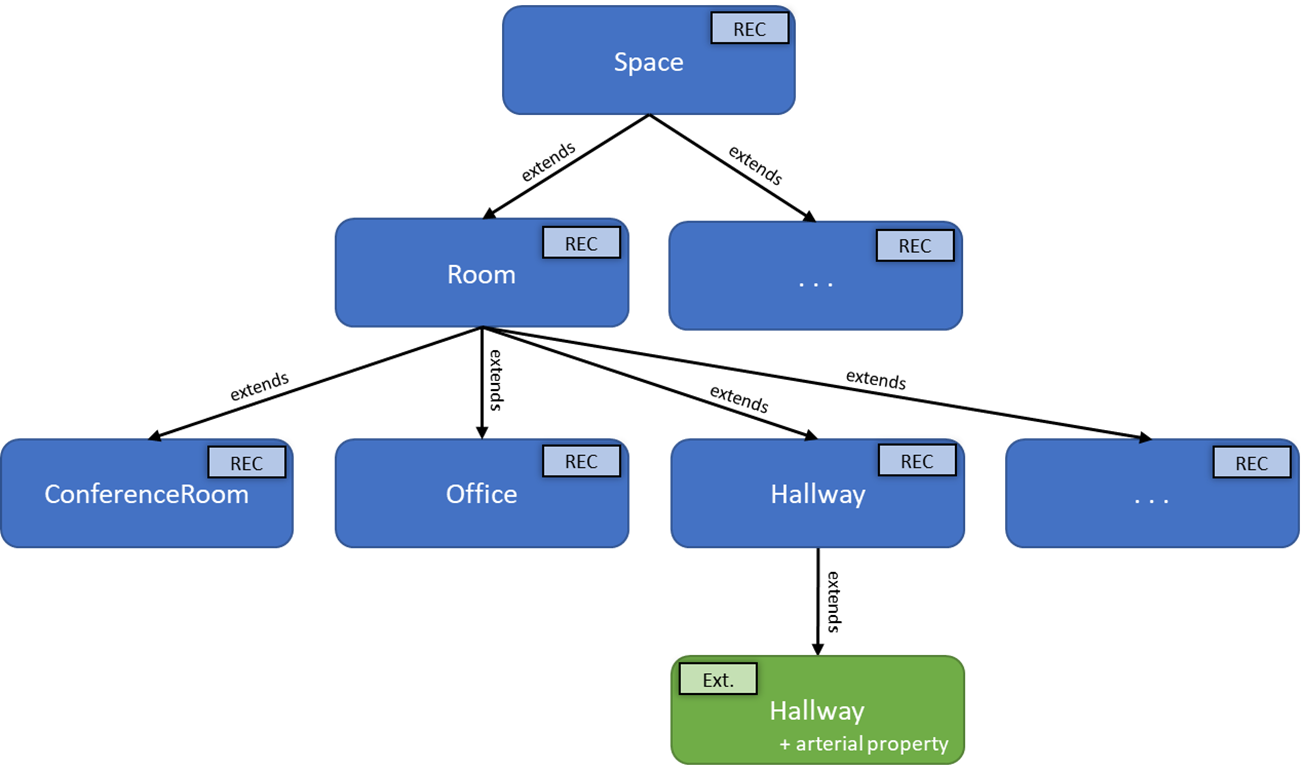 REC
Space
extends
extends
REC
Room
REC
. . .
extends
extends
extends
extends
REC
ConferenceRoom
REC
Office
REC
Hallway
REC
. . .
extends
Ext.
Hallway
+ arterial property